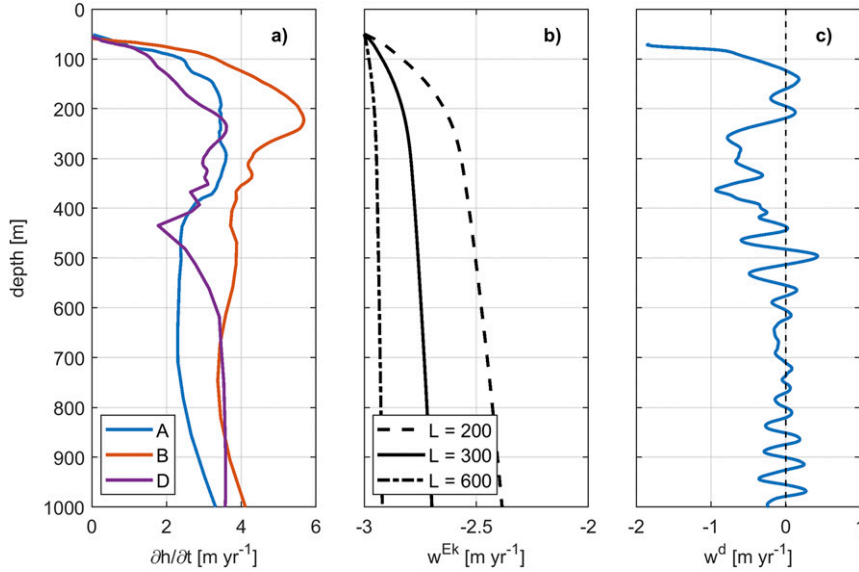 a)
b)
c)
0
100
200
300
400
500
600
700
800
900
1000
depth [m]
A
B
D
L = 200
L = 300
L = 600
0 2 4 6
-3 -2.5 -2
-2 -1 0 1
∂h/∂t [m yr⁻¹]
w^Ek [m yr⁻¹]
w^d [m yr⁻¹]